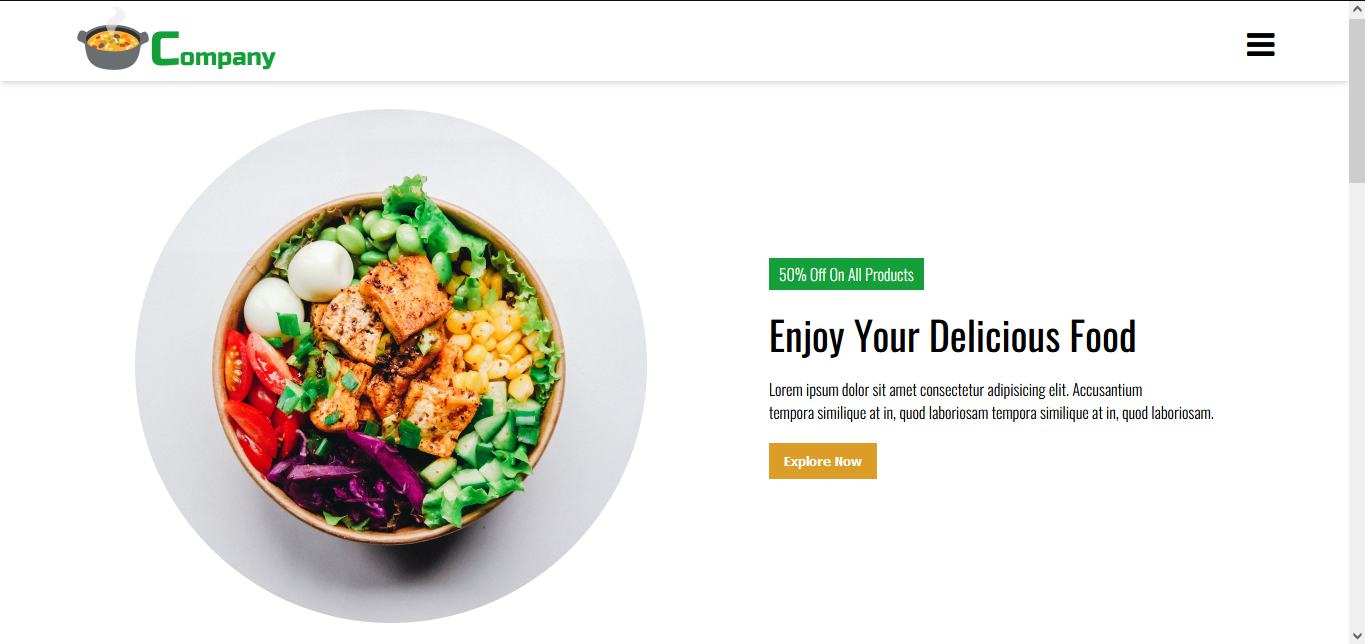 Company
50% Off On All Products
Enjoy Your Delicious Food
Lorem ipsum dolor sit amet consectetur adipisicing elit. Accusantium
tempora similique at in, quod laboriosam tempora similique at in, quod laboriosam.
Explore Now